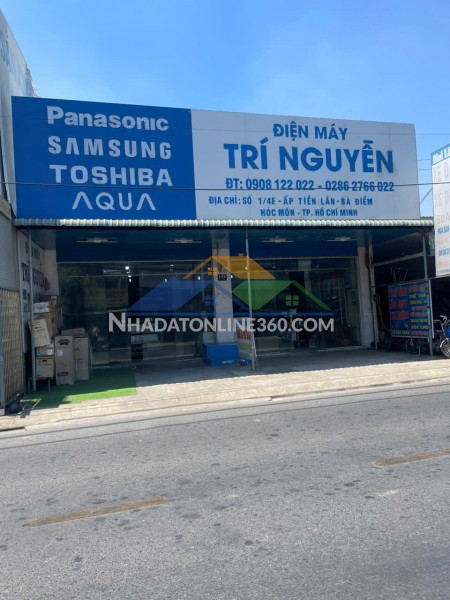 Panasonic
SAMSUNG
TOSHIBA
AQUA
ĐIỆN MÁY
TRÍ NGUYỄN
ĐT: 0908 122 022 - 0286 2766 022
ĐỊA CHỈ: SỐ 1/4E - ẤP TIỀN LÂN - BÀ ĐIỂM
HÓC MÔN - TP. HỒ CHÍ MINH
NHADATONLINE360.COM